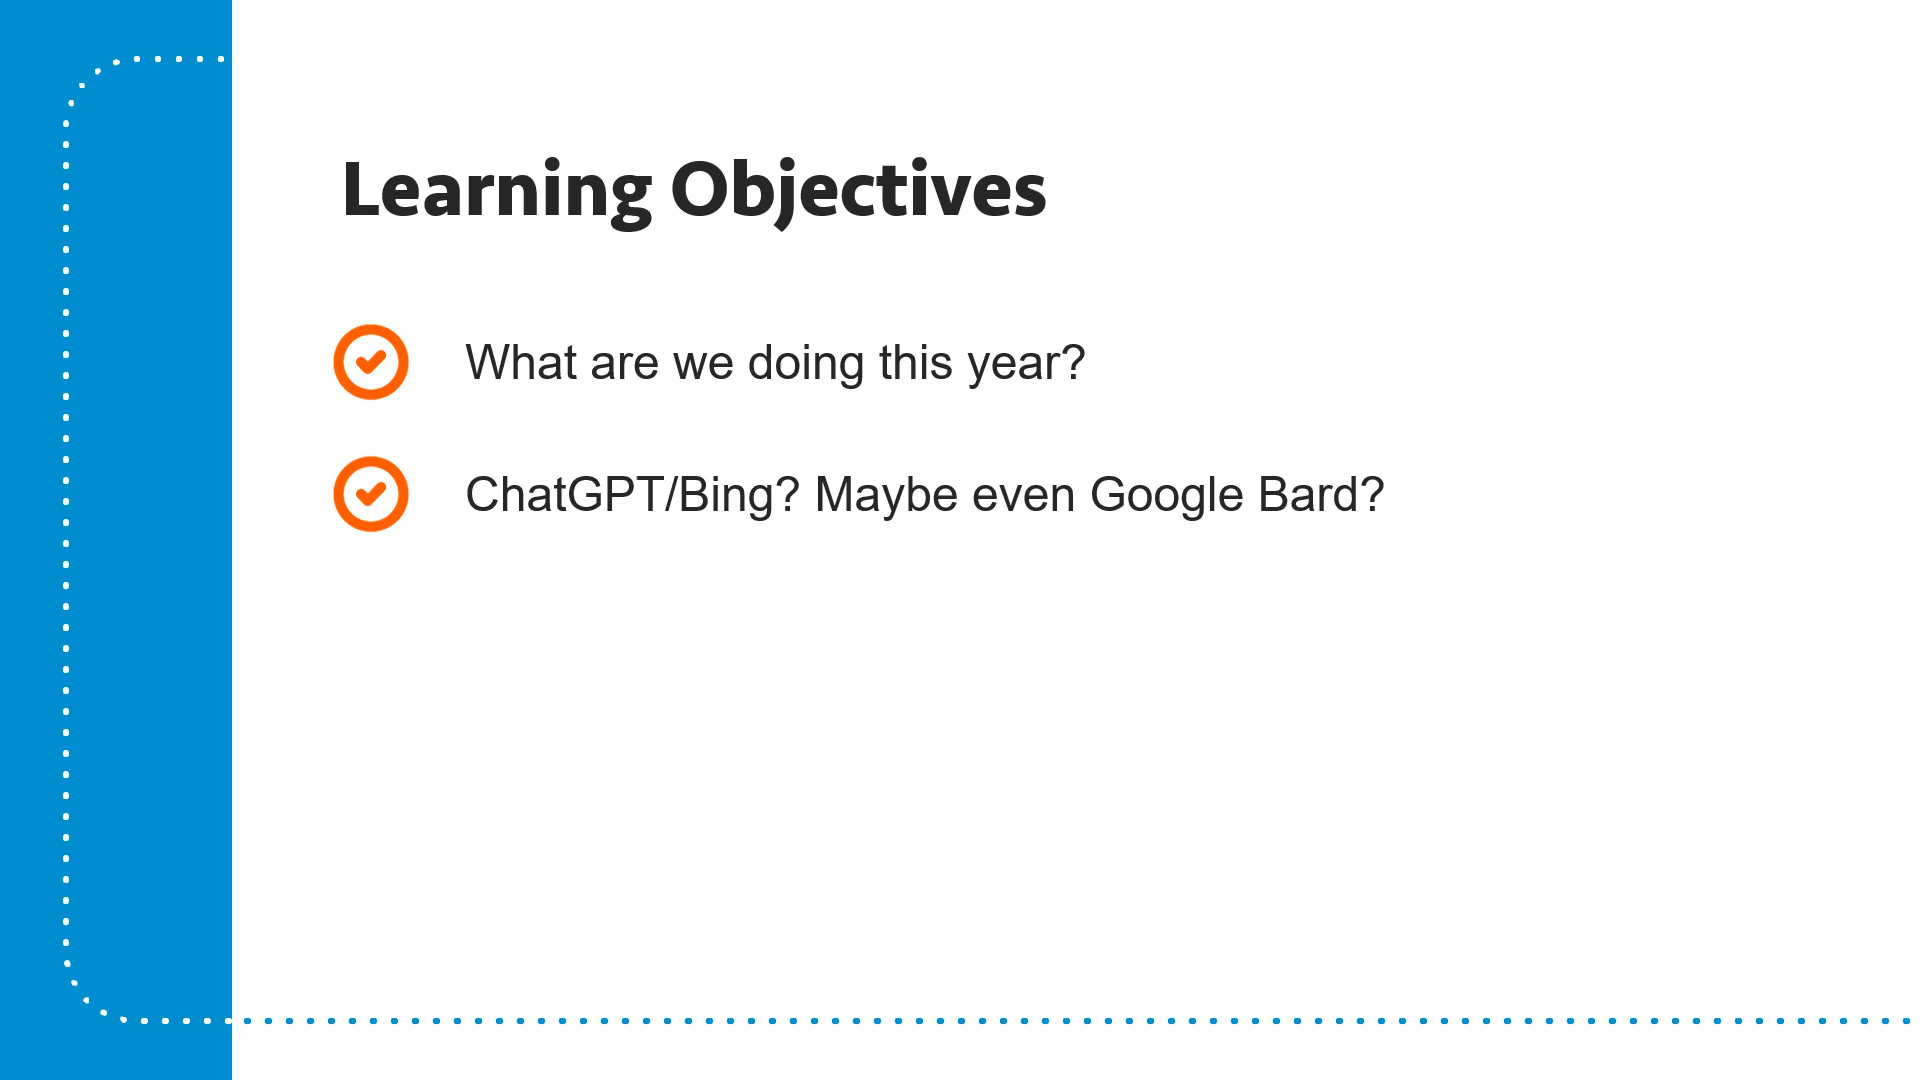 Learning Objectives
What are we doing this year?
ChatGPT/Bing? Maybe even Google Bard?